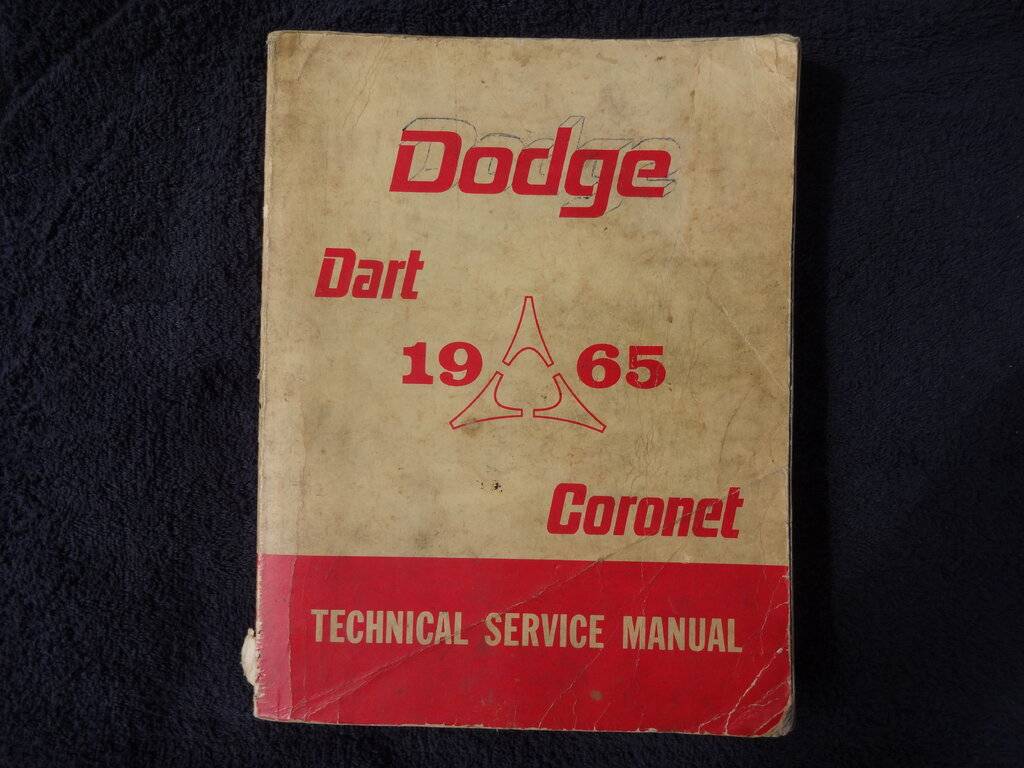 Dodge
Dart
19 65
Coronet
TECHNICAL SERVICE MANUAL